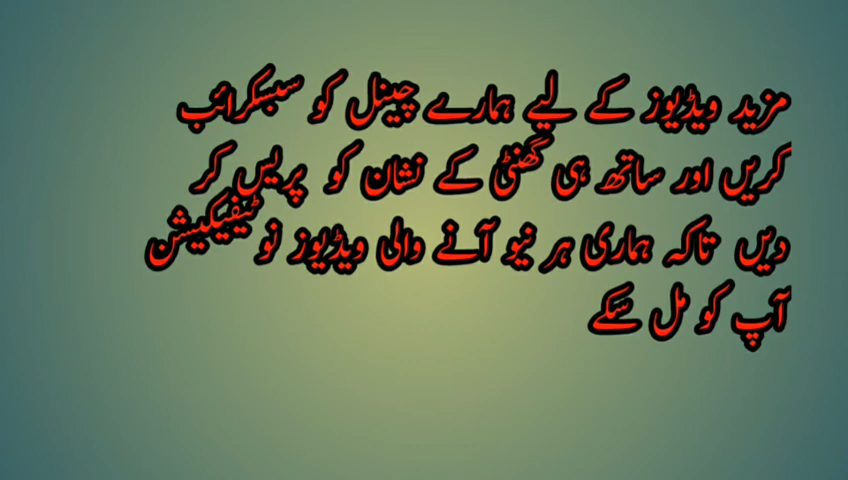 مزید ویڈیوز کے لیے ہمارے چینل کو سبسکرائب
کریں اور ساتھ ہی گھنٹی کے نشان کو پریس کر
دیں تاکہ ہماری ہر نیو آنے والی ویڈیوز نوٹیفیکیشن
آپ کو مل سکے